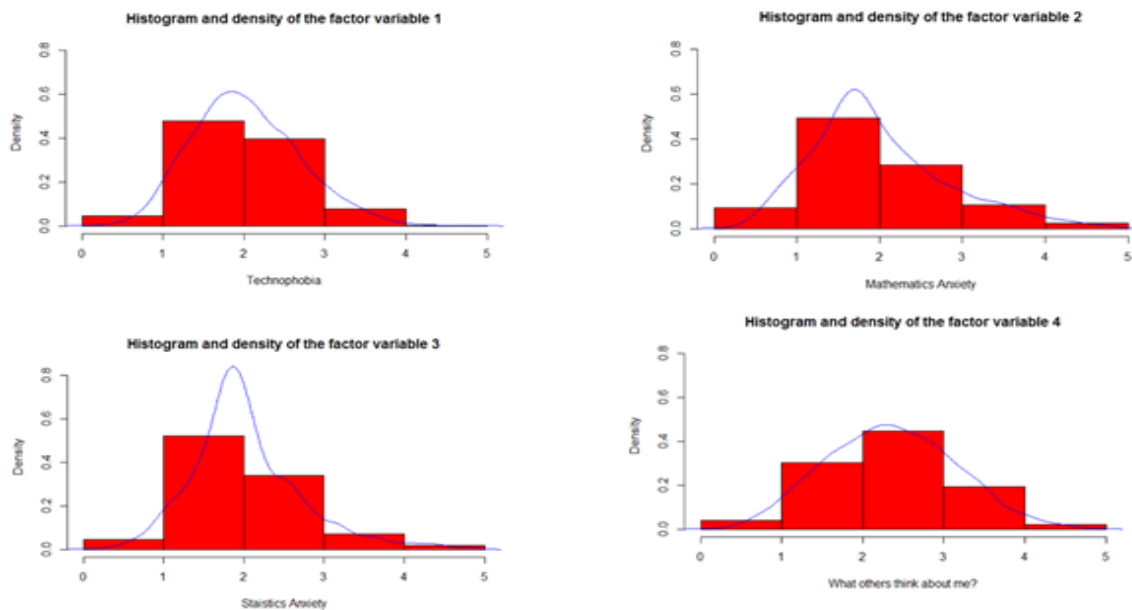 Histogram and density of the factor variable 1
Density
0.0 0.2 0.4 0.6 0.8
0 1 2 3 4 5
Technophobia
Histogram and density of the factor variable 2
Density
0.0 0.2 0.4 0.6 0.8
0 1 2 3 4 5
Mathematics Anxiety
Histogram and density of the factor variable 3
Density
0.0 0.2 0.4 0.6 0.8
0 1 2 3 4 5
Staistics Anxiety
Histogram and density of the factor variable 4
Density
0.0 0.2 0.4 0.6 0.8
0 1 2 3 4 5
What others think about me?